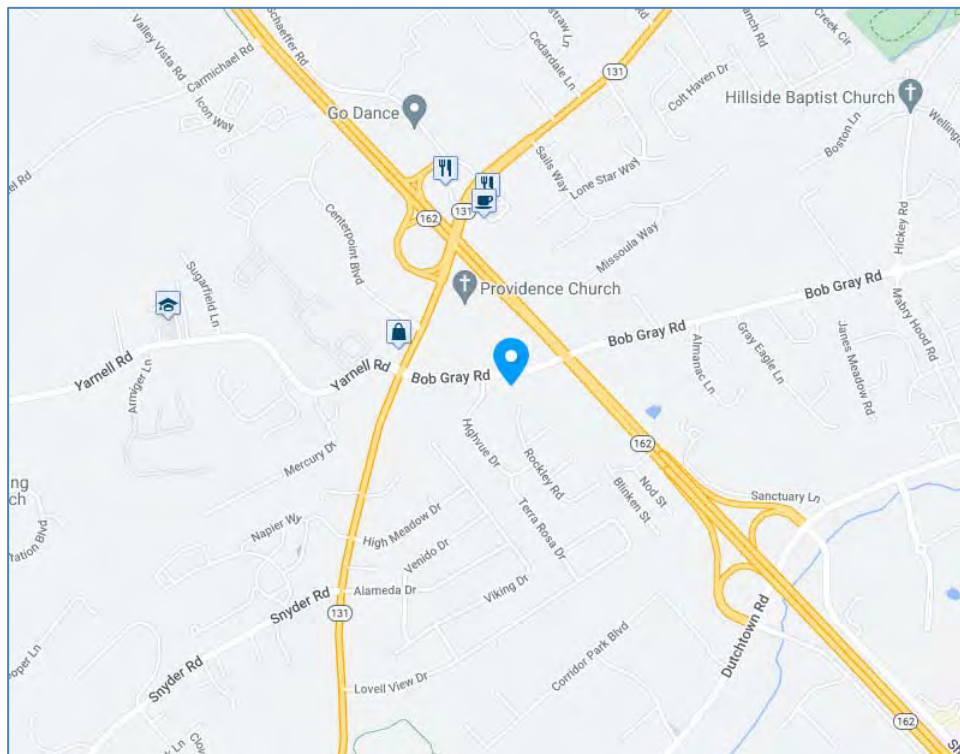 Schaeffer Rd
Valley Vista Rd
Carmichael Rd
Icon Way
Cedardale Ln
131
Colt Haven Dr
Creek Cir
Hillside Baptist Church
Boston Ln
Go Dance
Sails Way
Lone Star Way
131
162
Centerpoint Blvd
Missoula Way
Hickey Rd
Sugarfield Ln
Providence Church
Bob Gray Rd
Mabry Hood Rd
Bob Gray Rd
Yarnell Rd
Armiger Ln
Yarnell Rd
Bob Gray Rd
Almanac Ln
Gray Eagle Ln
Janes Meadow Rd
Mercury Dr
Highvue Dr
Rockley Rd
162
Nod St
Blinken St
Sanctuary Ln
Napier Wy
High Meadow Dr
Terra Rosa Dr
Venido Dr
Alameda Dr
Viking Dr
Snyder Rd
131
Snyder Rd
Corridor Park Blvd
Dutchtown Rd
Lovell View Dr
162